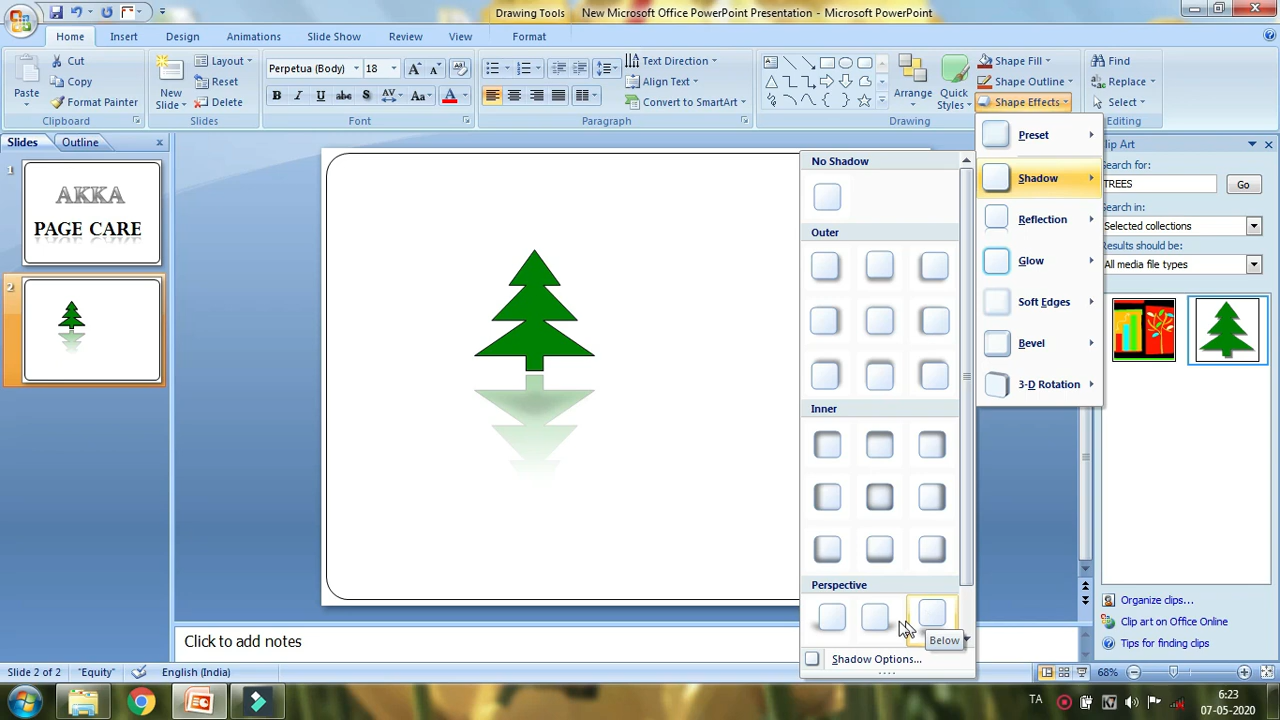 Drawing Tools
New Microsoft Office PowerPoint Presentation - Microsoft PowerPoint
Home Insert Design Animations Slide Show Review View Format
Paste
Cut
Copy
Format Painter
Clipboard
New Slide
Layout
Reset
Delete
Slides
Perpetua (Body) 18
B I U abc S AV Aa A
Font
Text Direction
Align Text
Convert to SmartArt
Paragraph
Arrange
Quick Styles
Shape Fill
Shape Outline
Shape Effects
Drawing
Find
Replace
Select
Editing
Slides Outline
1
AKKA
PAGE CARE
2
No Shadow
Outer
Inner
Perspective
Below
Shadow Options...
Preset
Shadow
Reflection
Glow
Soft Edges
Bevel
3-D Rotation
Clip Art
Search for:
TREES
Go
Search in:
Selected collections
Results should be:
All media file types
Organize clips...
Clip art on Office Online
Tips for finding clips
Click to add notes
Slide 2 of 2 "Equity" English (India) 68%
TA
6:23
07-05-2020